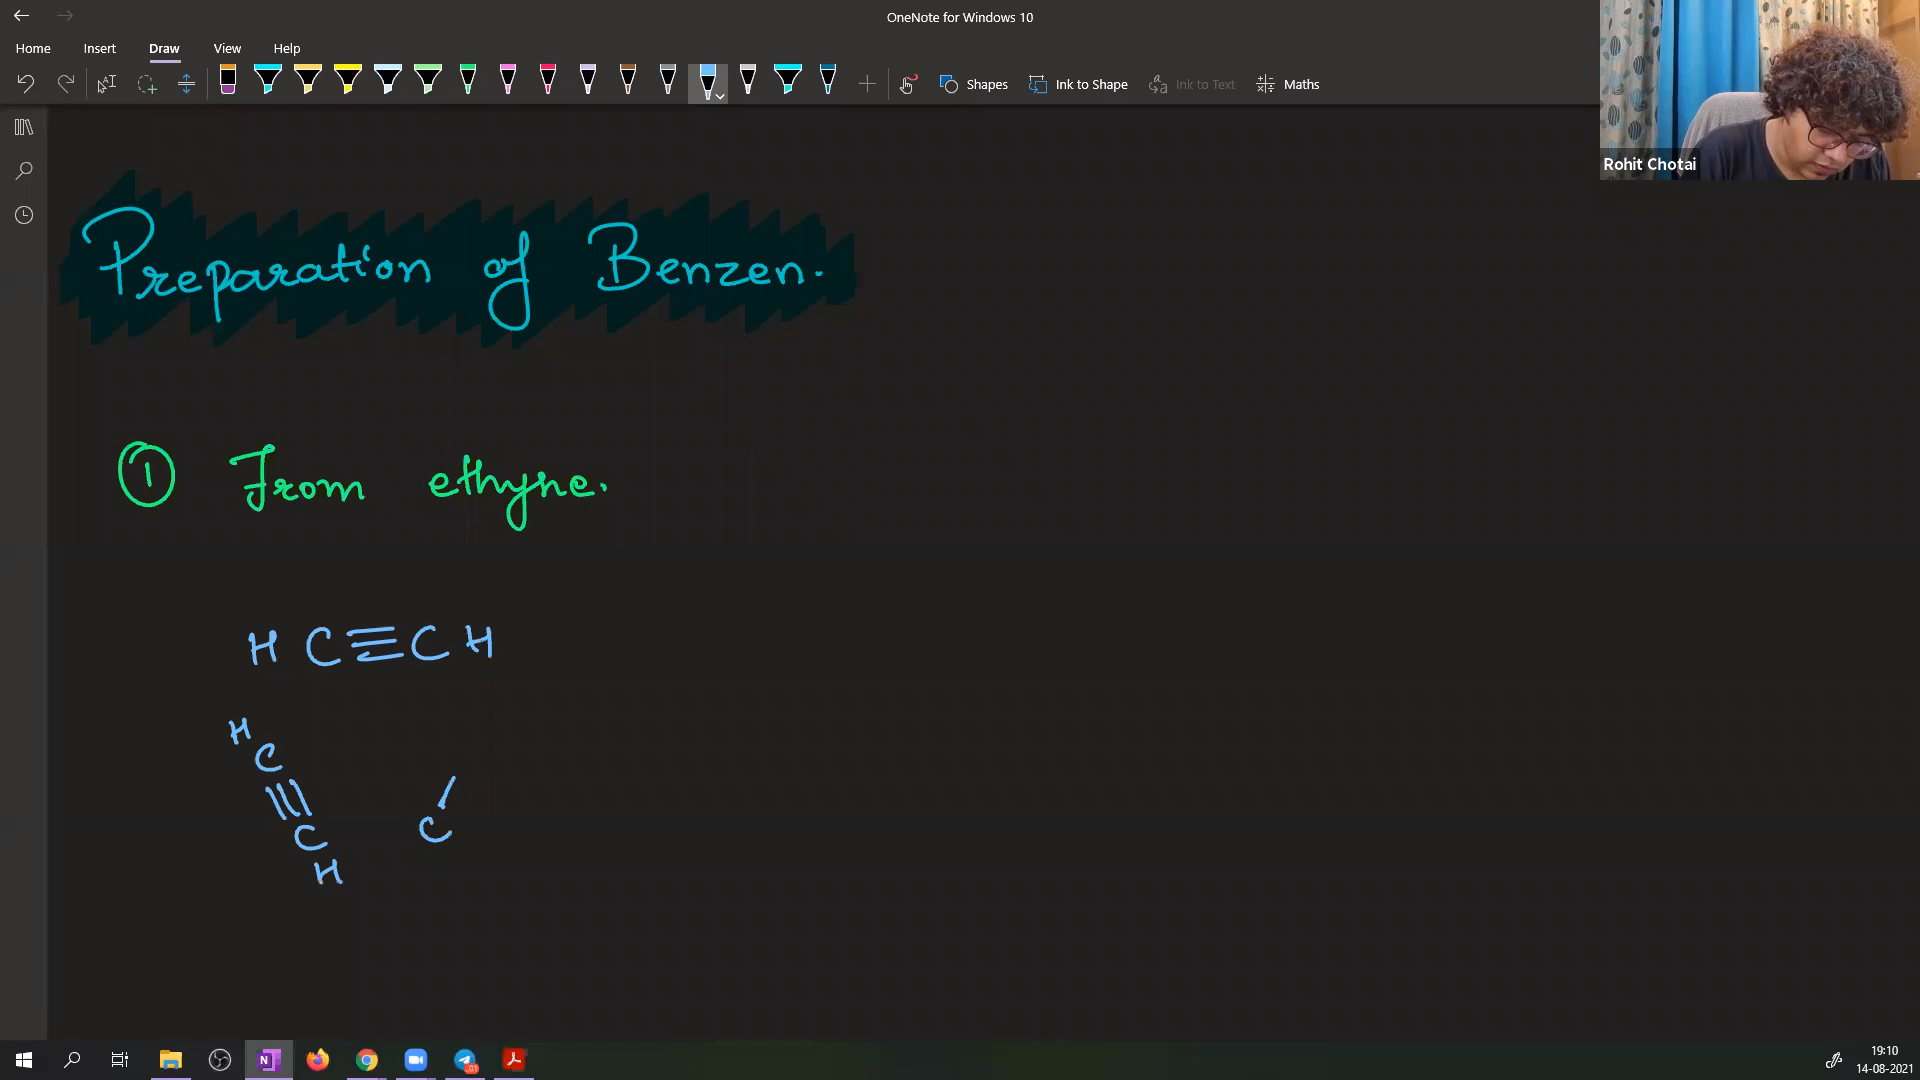 OneNote for Windows 10
Home Insert Draw View Help
Shapes Ink to Shape Ink to Text Maths
Rohit Chotai
Preparation of Benzen.
① From ethyne.
H C≡C H
H
C
≡
C
H
C
19:10
14-08-2021